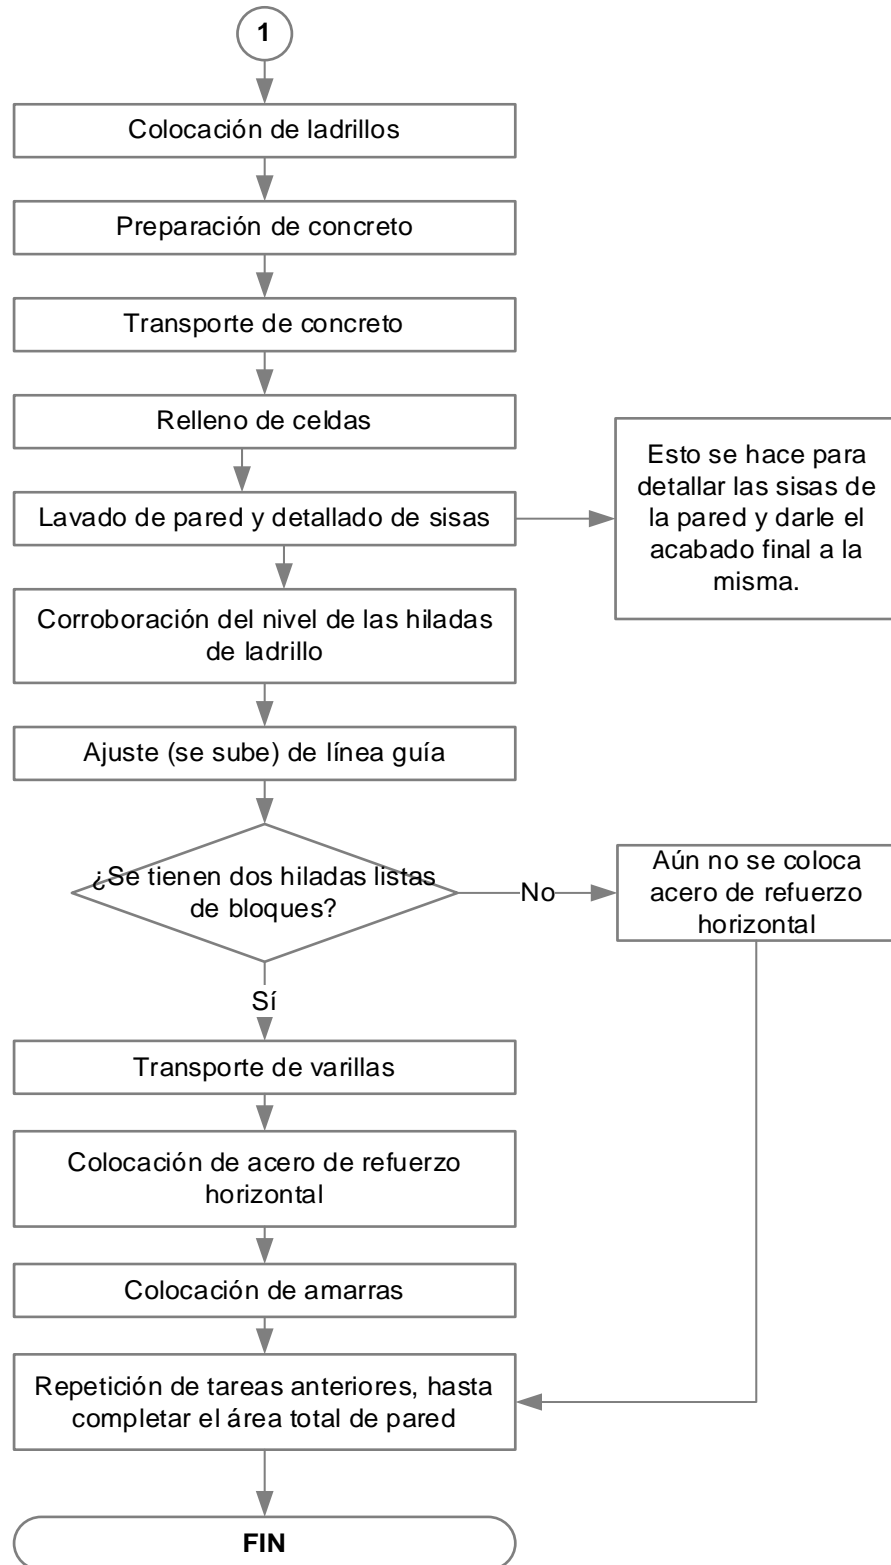 1
Colocación de ladrillos
Preparación de concreto
Transporte de concreto
Relleno de celdas
Lavado de pared y detallado de sisas
Esto se hace para
detallar las sisas de
la pared y darle el
acabado final a la
misma.
Corroboración del nivel de las hiladas
de ladrillo
Ajuste (se sube) de línea guía
¿Se tienen dos hiladas listas
de bloques?
No
Aún no se coloca
acero de refuerzo
horizontal
Sí
Transporte de varillas
Colocación de acero de refuerzo
horizontal
Colocación de amarras
Repetición de tareas anteriores, hasta
completar el área total de pared
FIN